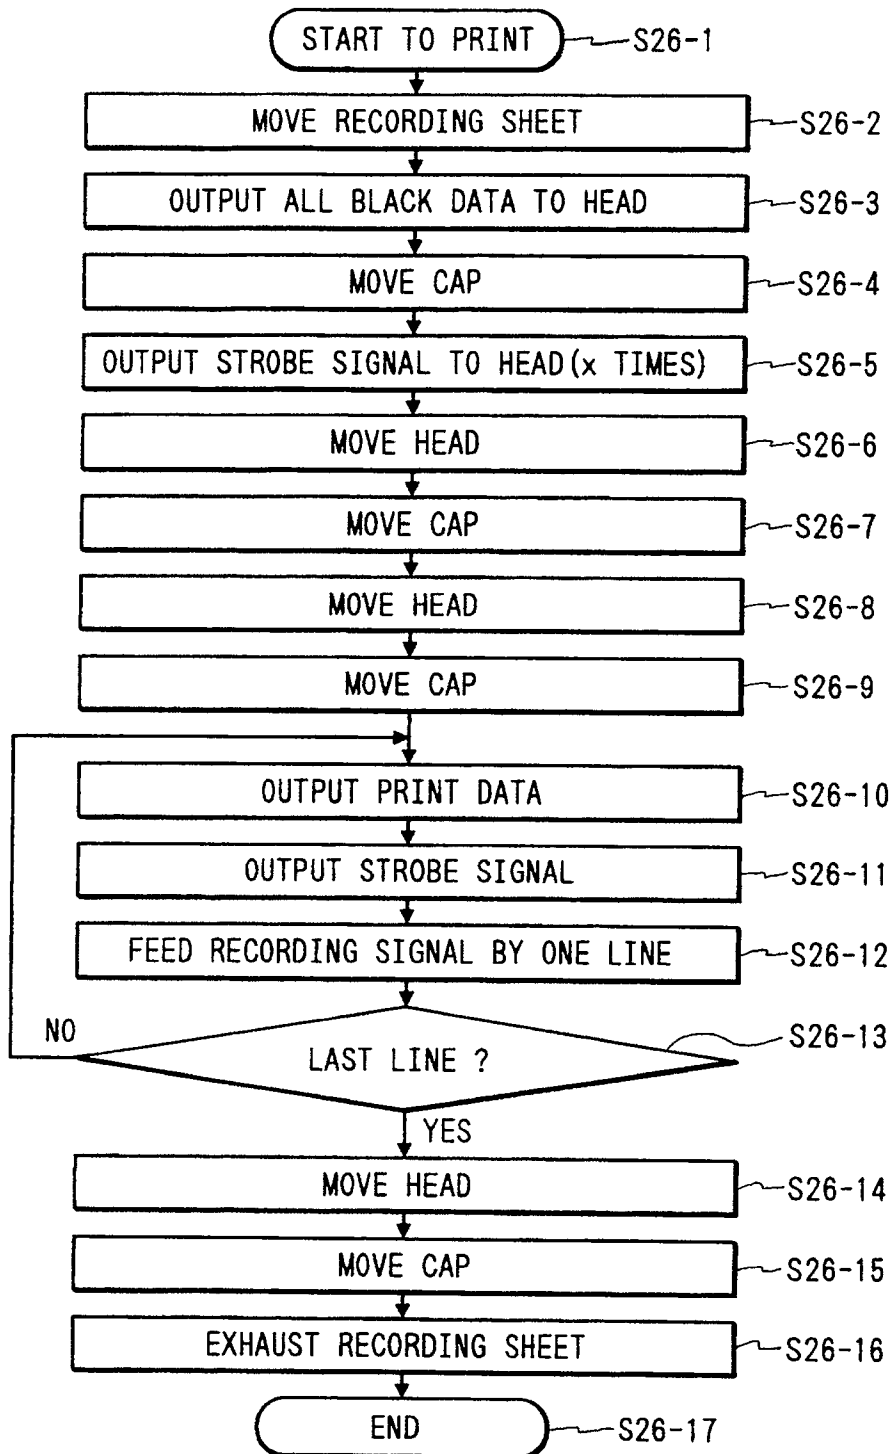 START TO PRINT S26-1
MOVE RECORDING SHEET S26-2
OUTPUT ALL BLACK DATA TO HEAD S26-3
MOVE CAP S26-4
OUTPUT STROBE SIGNAL TO HEAD(x TIMES) S26-5
MOVE HEAD S26-6
MOVE CAP S26-7
MOVE HEAD S26-8
MOVE CAP S26-9
OUTPUT PRINT DATA S26-10
OUTPUT STROBE SIGNAL S26-11
FEED RECORDING SIGNAL BY ONE LINE S26-12
NO
LAST LINE ? S26-13
YES
MOVE HEAD S26-14
MOVE CAP S26-15
EXHAUST RECORDING SHEET S26-16
END S26-17